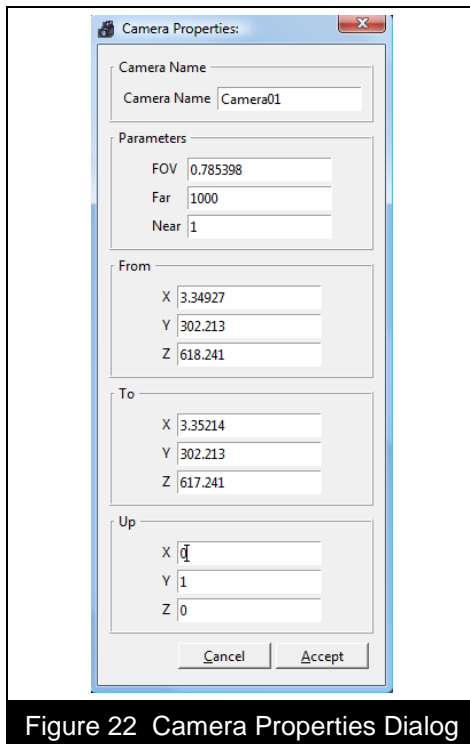 Camera Properties:
Camera Name
Camera Name Camera01
Parameters
FOV 0.785398
Far 1000
Near 1
From
X 3.34927
Y 302.213
Z 618.241
To
X 3.35214
Y 302.213
Z 617.241
Up
X 0
Y 1
Z 0
Cancel Accept
Figure 22 Camera Properties Dialog